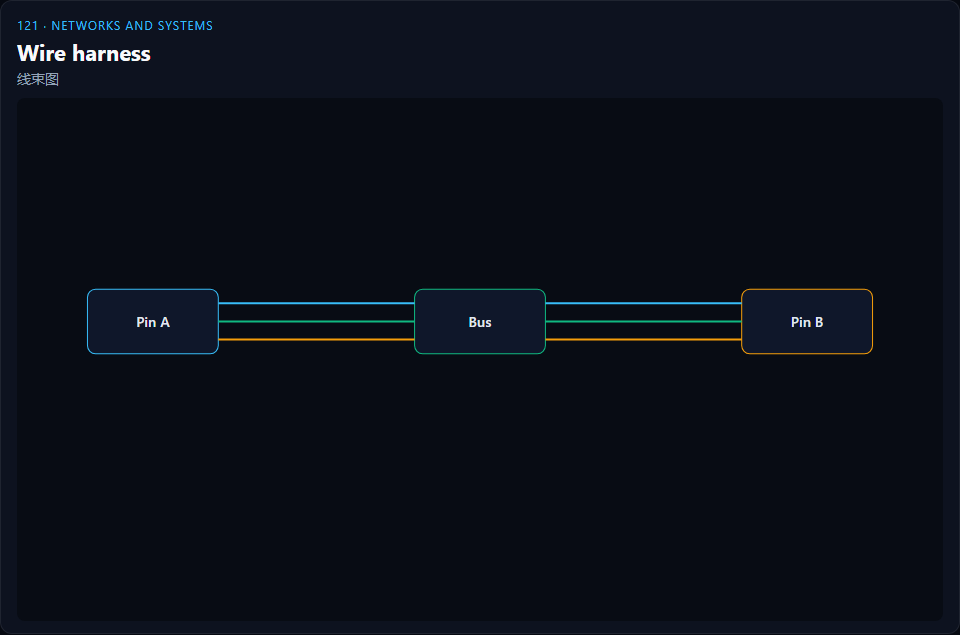 121 · NETWORKS AND SYSTEMS
Wire harness
线束图
Pin A
Bus
Pin B